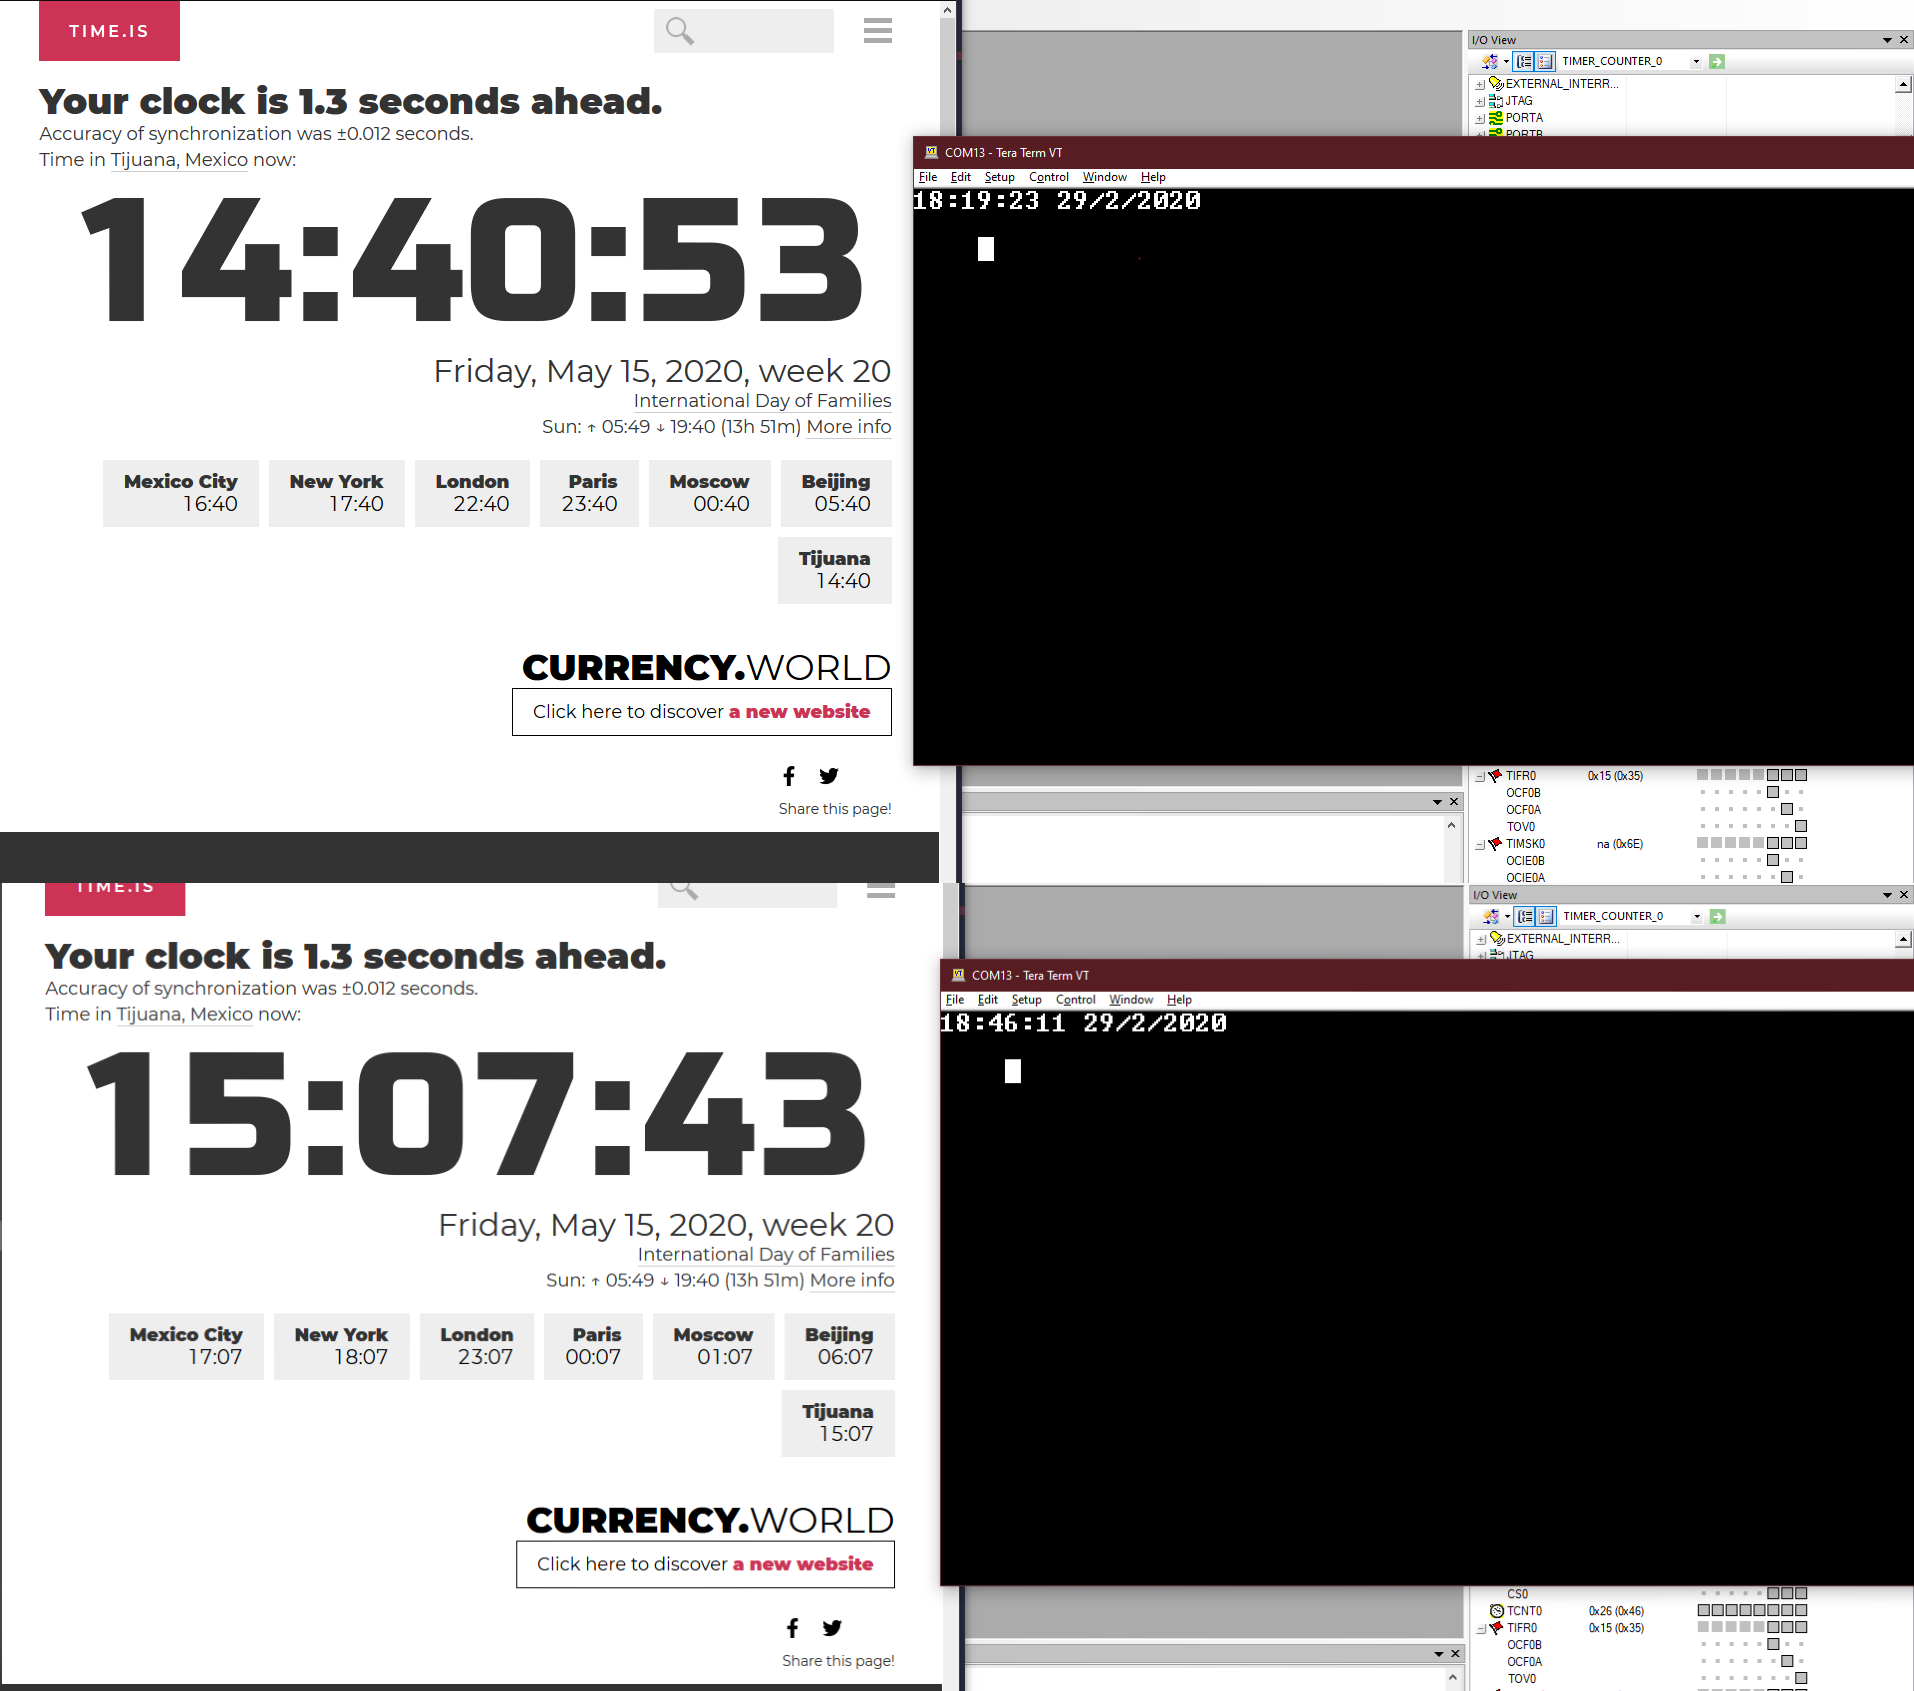 TIME.IS
Your clock is 1.3 seconds ahead.
Accuracy of synchronization was ±0.012 seconds.
Time in Tijuana, Mexico now:
14:40:53
Friday, May 15, 2020, week 20
International Day of Families
Sun: ↑ 05:49 ↓ 19:40 (13h 51m) More info
Mexico City New York London Paris Moscow Beijing
16:40 17:40 22:40 23:40 00:40 05:40
Tijuana
14:40
CURRENCY.WORLD
Click here to discover a new website
Share this page!
I/O View
TIMER_COUNTER_0
EXTERNAL_INTERR...
JTAG
PORTA
PORTB
COM13 - Tera Term VT
File Edit Setup Control Window Help
18:19:23 29/2/2020
TIFR0 0x15 (0x35)
OCF0B
OCF0A
TOV0
TIMSK0 na (0x6E)
OCIE0B
OCIE0A
TIME.IS
Your clock is 1.3 seconds ahead.
Accuracy of synchronization was ±0.012 seconds.
Time in Tijuana, Mexico now:
15:07:43
Friday, May 15, 2020, week 20
International Day of Families
Sun: ↑ 05:49 ↓ 19:40 (13h 51m) More info
Mexico City New York London Paris Moscow Beijing
17:07 18:07 23:07 00:07 01:07 06:07
Tijuana
15:07
CURRENCY.WORLD
Click here to discover a new website
Share this page!
I/O View
TIMER_COUNTER_0
EXTERNAL_INTERR...
JTAG
COM13 - Tera Term VT
File Edit Setup Control Window Help
18:46:11 29/2/2020
CS0
TCNT0 0x26 (0x46)
TIFR0 0x15 (0x35)
OCF0B
OCF0A
TOV0